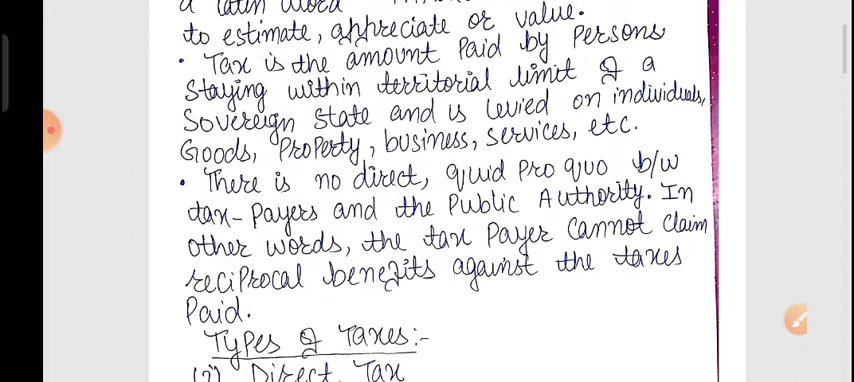 a latin word
to estimate, appreciate or value.
• Tax is the amount Paid by Persons
staying within territorial limit of a
Sovereign state and is levied on individuals,
Goods, Property, business, services, etc.
• There is no direct, quid pro quo b/w
tax-payers and the Public Authority. In
other words, the tax payer cannot claim
reciprocal benefits against the taxes
Paid.
Types of Taxes:-
Direct Tax